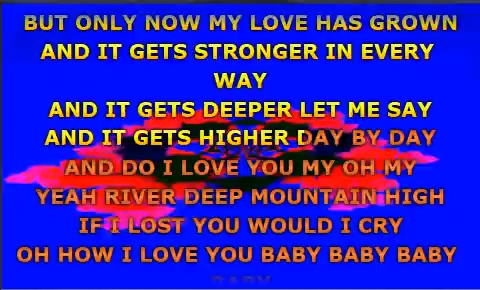 BUT ONLY NOW MY LOVE HAS GROWN
AND IT GETS STRONGER IN EVERY
WAY
AND IT GETS DEEPER LET ME SAY
AND IT GETS HIGHER DAY BY DAY
AND DO I LOVE YOU MY OH MY
YEAH RIVER DEEP MOUNTAIN HIGH
IF I LOST YOU WOULD I CRY
OH HOW I LOVE YOU BABY BABY BABY
BABY